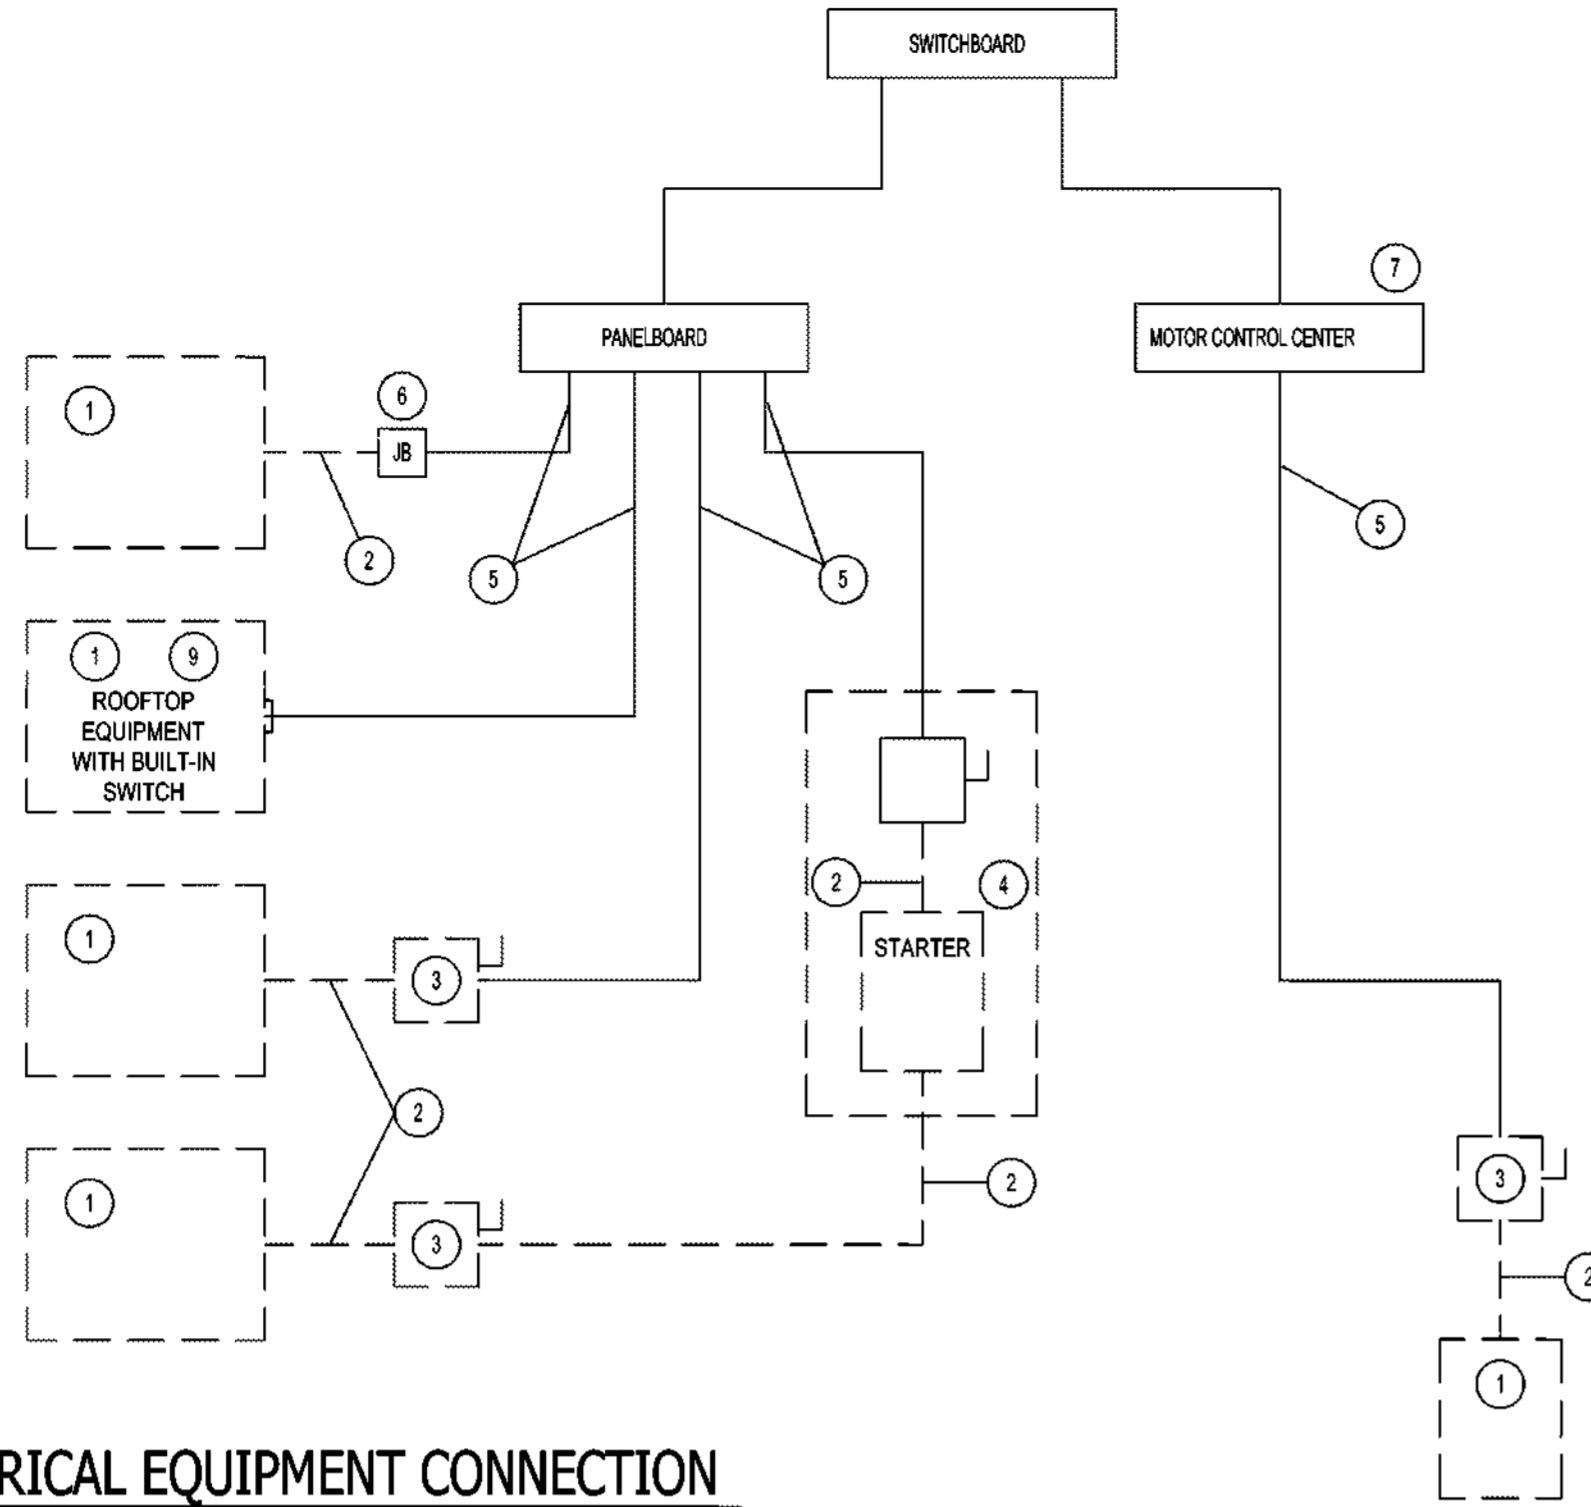 SWITCHBOARD
7
PANELBOARD
MOTOR CONTROL CENTER
1
6
JB
2
5
5
5
1 9
ROOFTOP
EQUIPMENT
WITH BUILT-IN
SWITCH
2
4
STARTER
1
3
2
2
3
1
3
2
1
RICAL EQUIPMENT CONNECTION